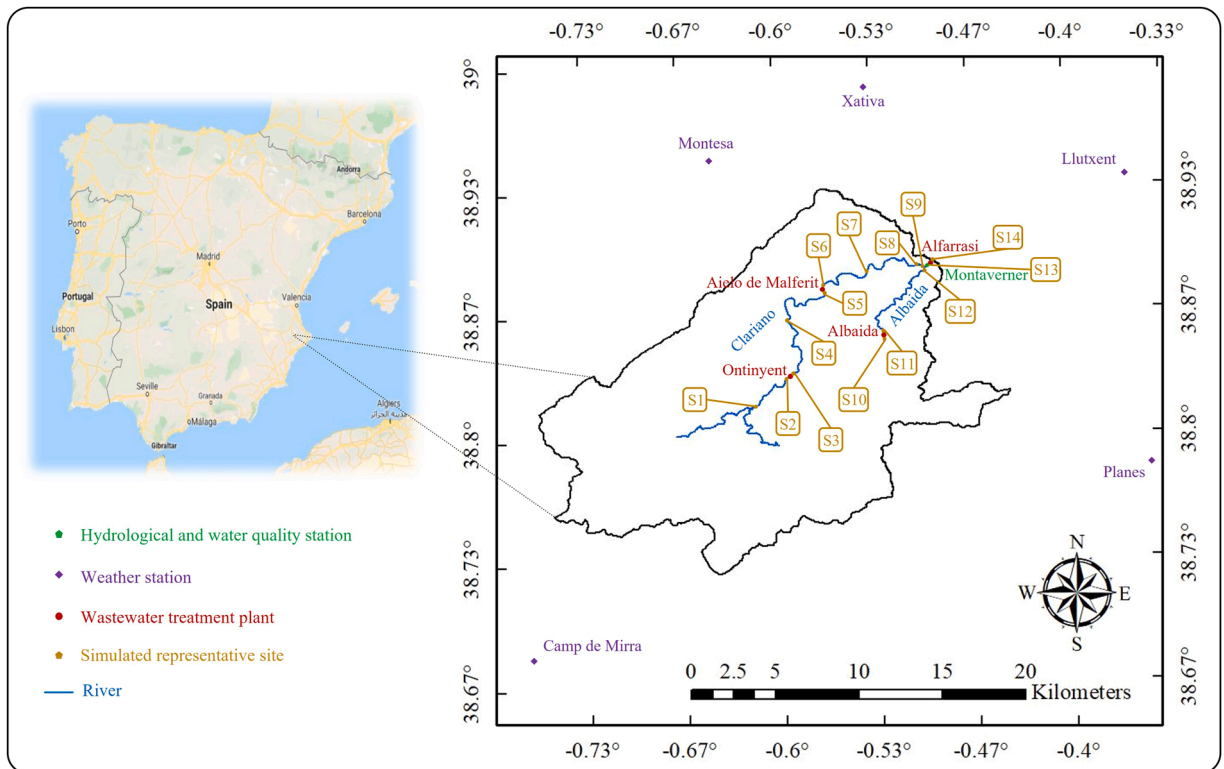 -0.73° -0.67° -0.6° -0.53° -0.47° -0.4° -0.33°
39°
38.93°
38.87°
38.8°
38.73°
38.67°
Andorra
Barcelona
Porto
Madrid
Portugal
Spain
Valencia
Lisbon
Seville
Granada
Málaga
Gibraltar
Algiers
مدينة الجزائر
Xativa
Montesa
Llutxent
S9
S7
S6
S8
S14
Alfarrasi
S13
Montaverner
Aielo de Malferit
S5
S12
Albaida
Clariano
Albaida
S4
S11
Ontinyent
S10
S1
S2
S3
Planes
Camp de Mirra
38.93°
38.87°
38.8°
38.73°
38.67°
N
W E
S
0 2.5 5 10 15 20
Kilometers
-0.73° -0.67° -0.6° -0.53° -0.47° -0.4°
Hydrological and water quality station
Weather station
Wastewater treatment plant
Simulated representative site
River